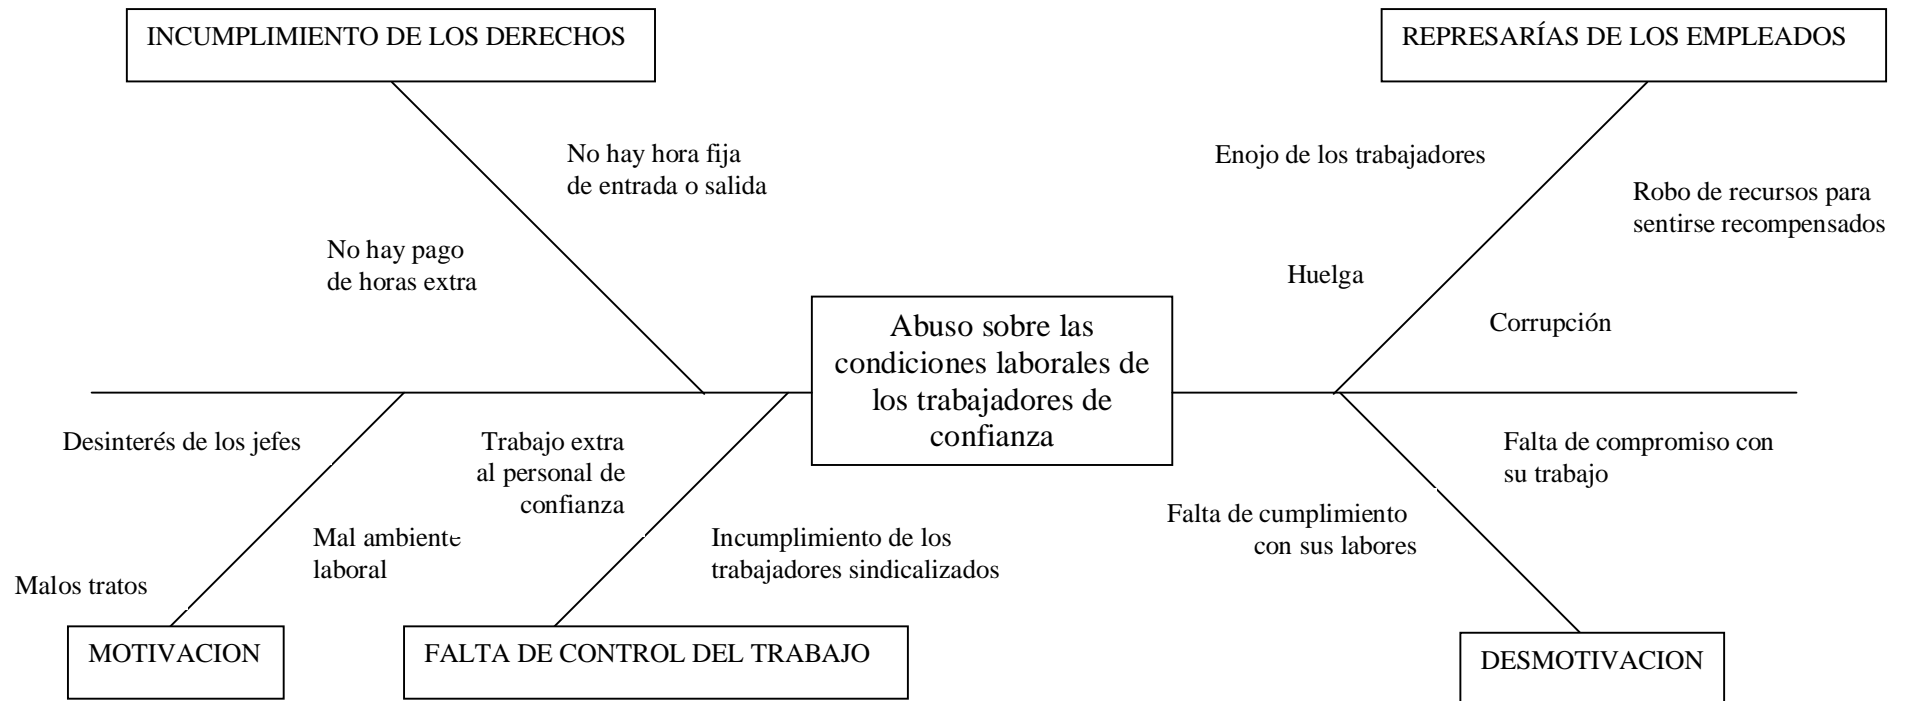 INCUMPLIMIENTO DE LOS DERECHOS
REPRESARÍAS DE LOS EMPLEADOS
No hay hora fija
de entrada o salida
Enojo de los trabajadores
Robo de recursos para
sentirse recompensados
No hay pago
de horas extra
Huelga
Corrupción
Abuso sobre las
condiciones laborales de
los trabajadores de
confianza
Desinterés de los jefes
Trabajo extra
al personal de
confianza
Falta de compromiso con
su trabajo
Falta de cumplimiento
con sus labores
Mal ambiente
laboral
Incumplimiento de los
trabajadores sindicalizados
Malos tratos
MOTIVACION
FALTA DE CONTROL DEL TRABAJO
DESMOTIVACION